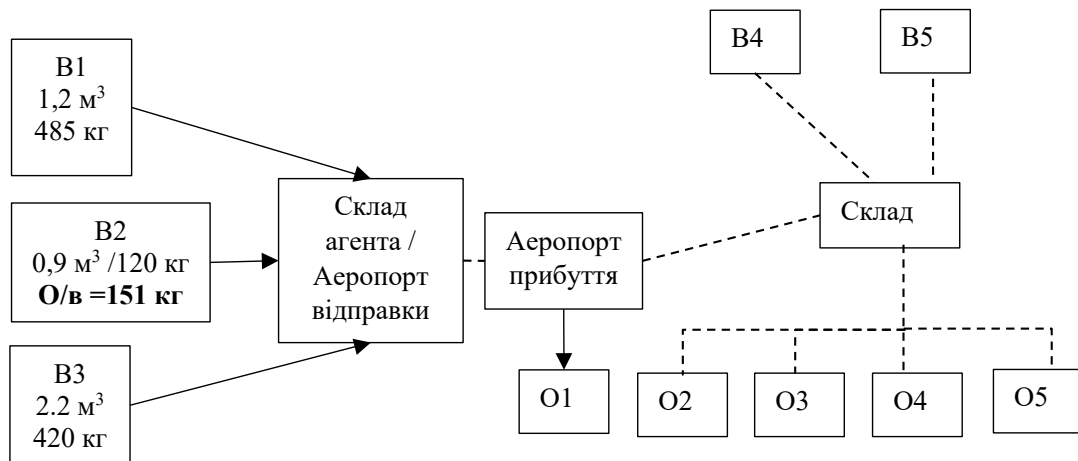 В4
В5
В1
1,2 м³
485 кг
В2
0,9 м³ /120 кг
О/в =151 кг
В3
2.2 м³
420 кг
Склад
агента /
Аеропорт
відправки
Аеропорт
прибуття
Склад
О1
О2
О3
О4
О5